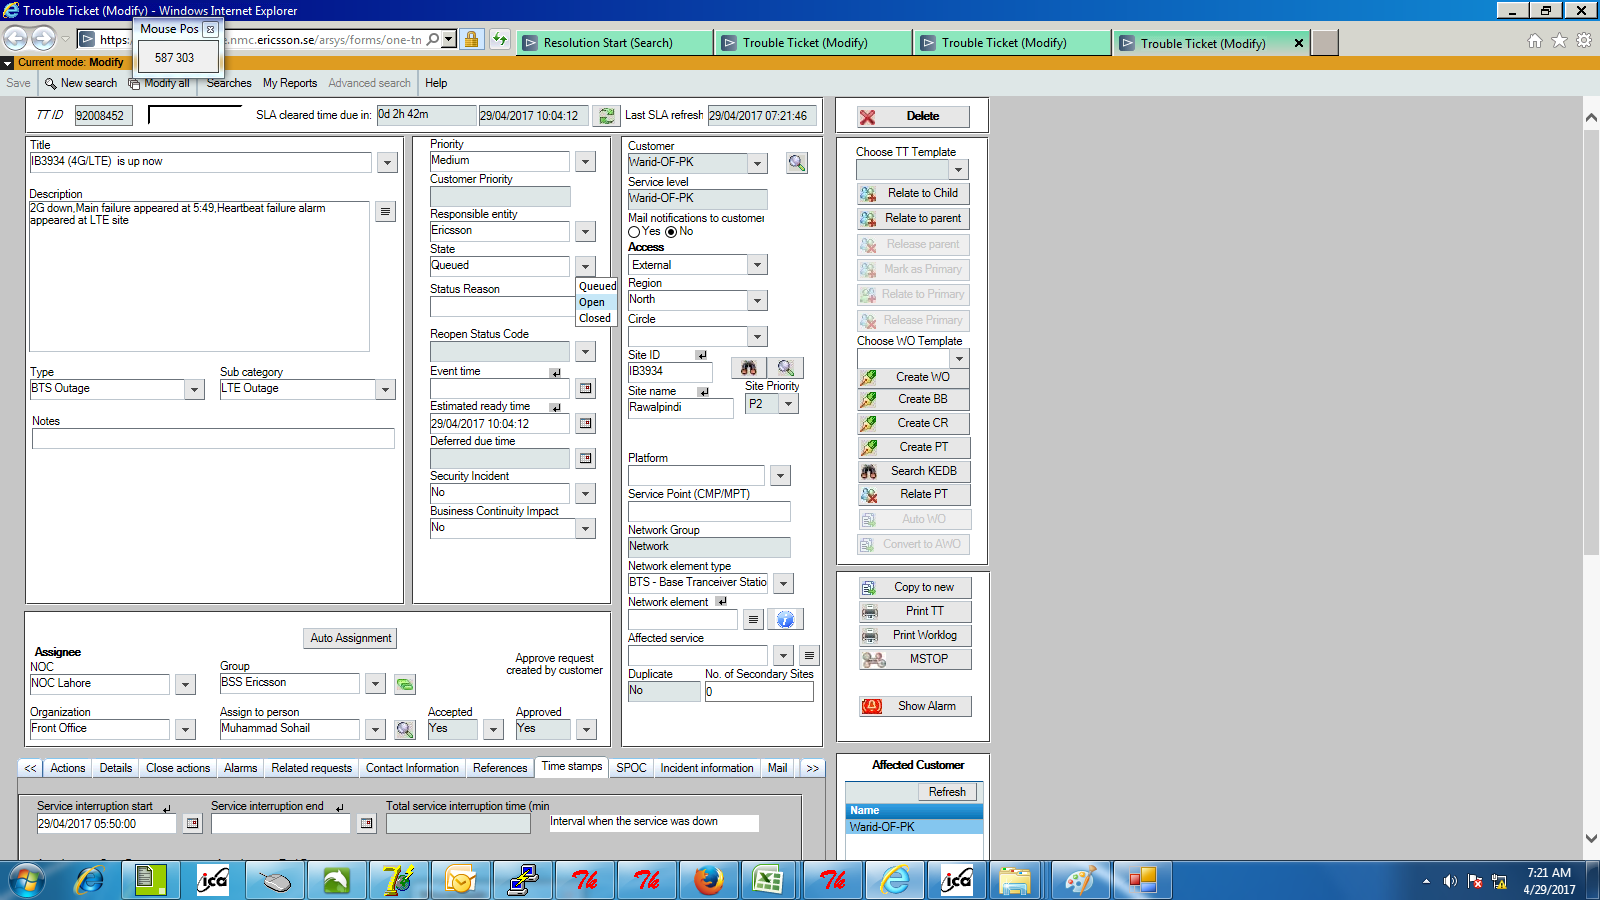 Trouble Ticket (Modify) - Windows Internet Explorer
Mouse Pos
587 303
https:
.nmc.ericsson.se/arsys/forms/one-tr
Resolution Start (Search)
Trouble Ticket (Modify)
Trouble Ticket (Modify)
Trouble Ticket (Modify)
Current mode: Modify
Save
New search
Modify all
Searches
My Reports
Advanced search
Help
TT ID
92008452
SLA cleared time due in:
0d 2h 42m
29/04/2017 10:04:12
Last SLA refresh
29/04/2017 07:21:46
Delete
Title
IB3934 (4G/LTE)  is up now
Description
2G down,Main failure appeared at 5:49,Heartbeat failure alarm
appeared at LTE site
Type
BTS Outage
Sub category
LTE Outage
Notes
Priority
Medium
Customer Priority
Responsible entity
Ericsson
State
Queued
Queued
Open
Closed
Status Reason
Reopen Status Code
Event time
Estimated ready time
29/04/2017 10:04:12
Deferred due time
Security Incident
No
Business Continuity Impact
No
Customer
Warid-OF-PK
Service level
Warid-OF-PK
Mail notifications to customer
Yes
No
Access
External
Region
North
Circle
Site ID
IB3934
Site name
Rawalpindi
Site Priority
P2
Platform
Service Point (CMP/MPT)
Network Group
Network
Network element type
BTS - Base Tranceiver Statio
Network element
Affected service
Duplicate
No
No. of Secondary Sites
0
Choose TT Template
Relate to Child
Relate to parent
Release parent
Mark as Primary
Relate to Primary
Release Primary
Choose WO Template
Create WO
Create BB
Create CR
Create PT
Search KEDB
Relate PT
Auto WO
Convert to AWO
Copy to new
Print TT
Print Worklog
MSTOP
Show Alarm
Auto Assignment
Assignee
NOC
NOC Lahore
Group
BSS Ericsson
Approve request
created by customer
Organization
Front Office
Assign to person
Muhammad Sohail
Accepted
Yes
Approved
Yes
<<
Actions
Details
Close actions
Alarms
Related requests
Contact Information
References
Time stamps
SPOC
Incident information
Mail
>>
Service interruption start
29/04/2017 05:50:00
Service interruption end
Total service interruption time (min
Interval when the service was down
Affected Customer
Refresh
Name
Warid-OF-PK
ica
7k
7k
7k
ica
7:21 AM
4/29/2017